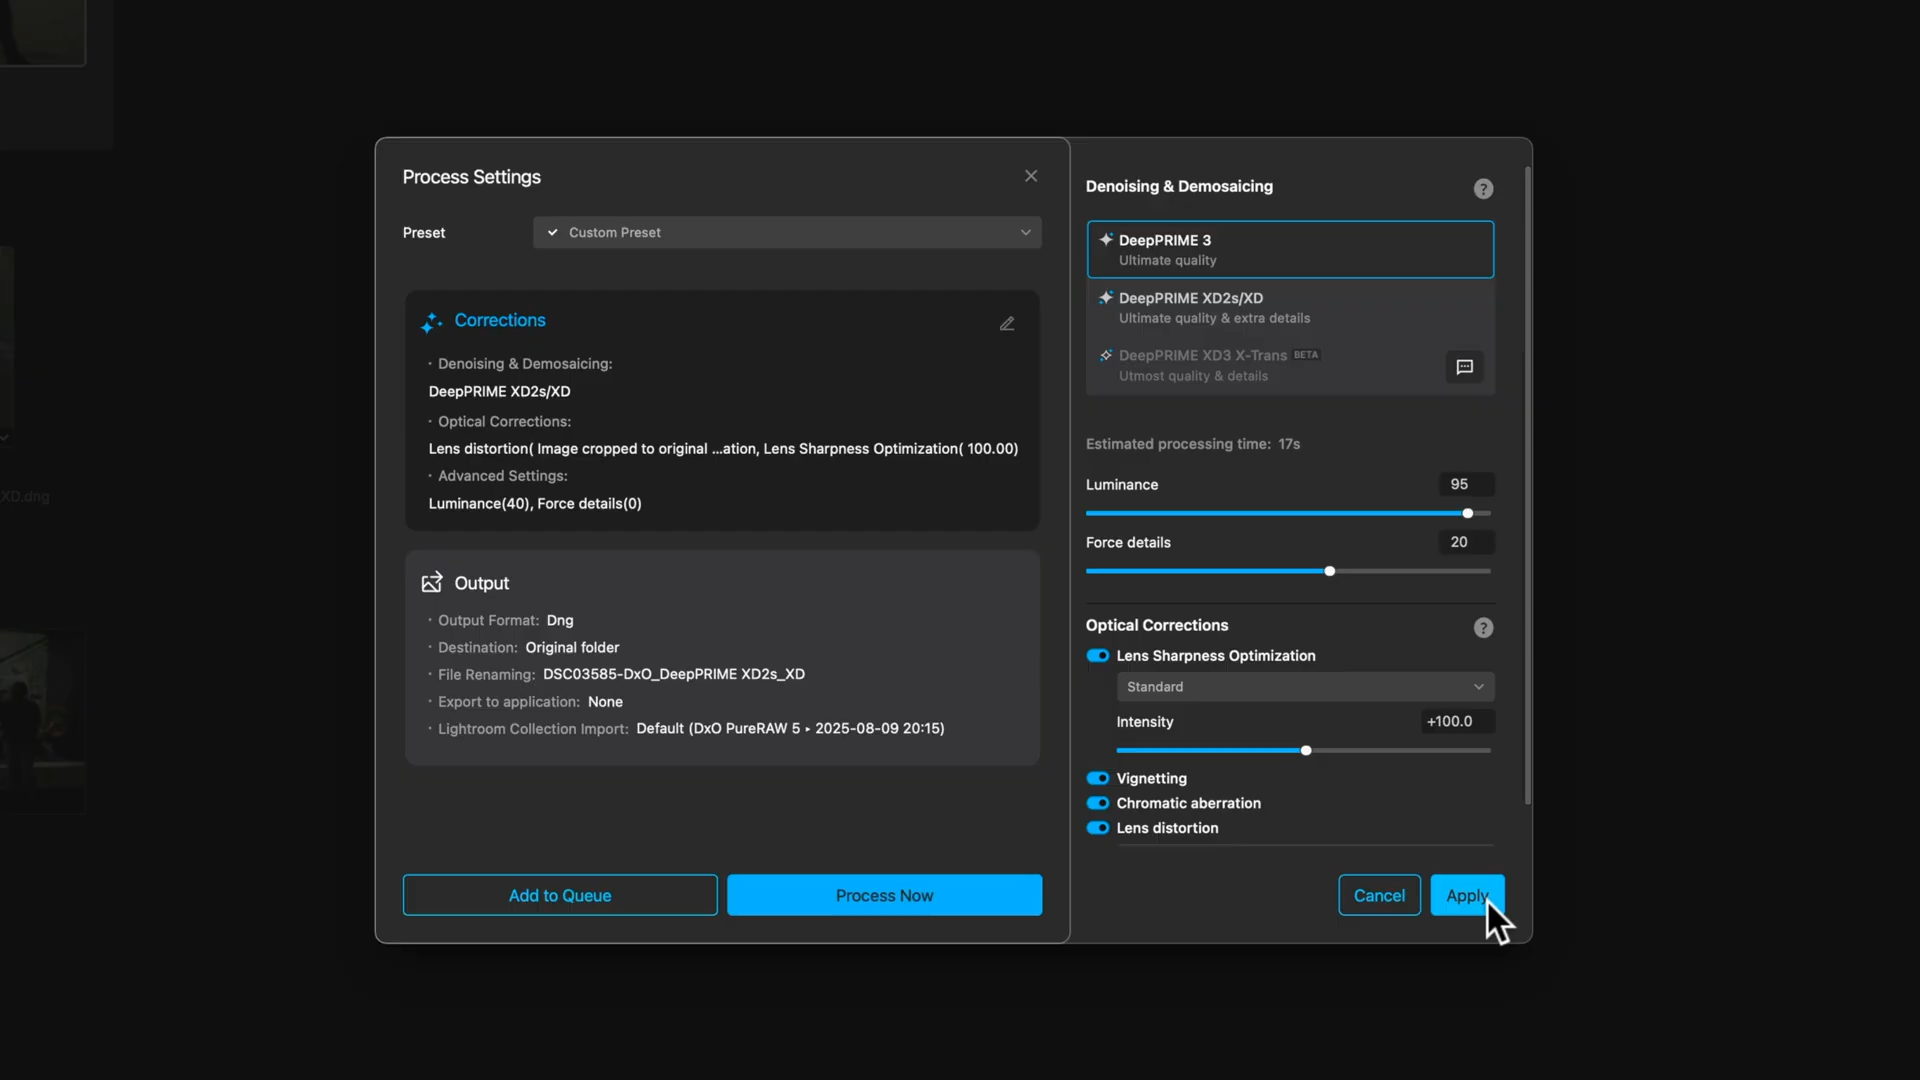 XD.dng
Process Settings
Preset
Custom Preset
Corrections
· Denoising & Demosaicing:
DeepPRIME XD2s/XD
· Optical Corrections:
Lens distortion( Image cropped to original ...ation, Lens Sharpness Optimization( 100.00)
· Advanced Settings:
Luminance(40), Force details(0)
Output
· Output Format: Dng
· Destination: Original folder
· File Renaming: DSC03585-DxO_DeepPRIME XD2s_XD
· Export to application: None
· Lightroom Collection Import: Default (DxO PureRAW 5 ▸ 2025-08-09 20:15)
Add to Queue
Process Now
Denoising & Demosaicing
?
DeepPRIME 3
Ultimate quality
DeepPRIME XD2s/XD
Ultimate quality & extra details
DeepPRIME XD3 X-Trans BETA
Utmost quality & details
Estimated processing time: 17s
Luminance 95
Force details 20
Optical Corrections
?
Lens Sharpness Optimization
Standard
Intensity +100.0
Vignetting
Chromatic aberration
Lens distortion
Cancel
Apply